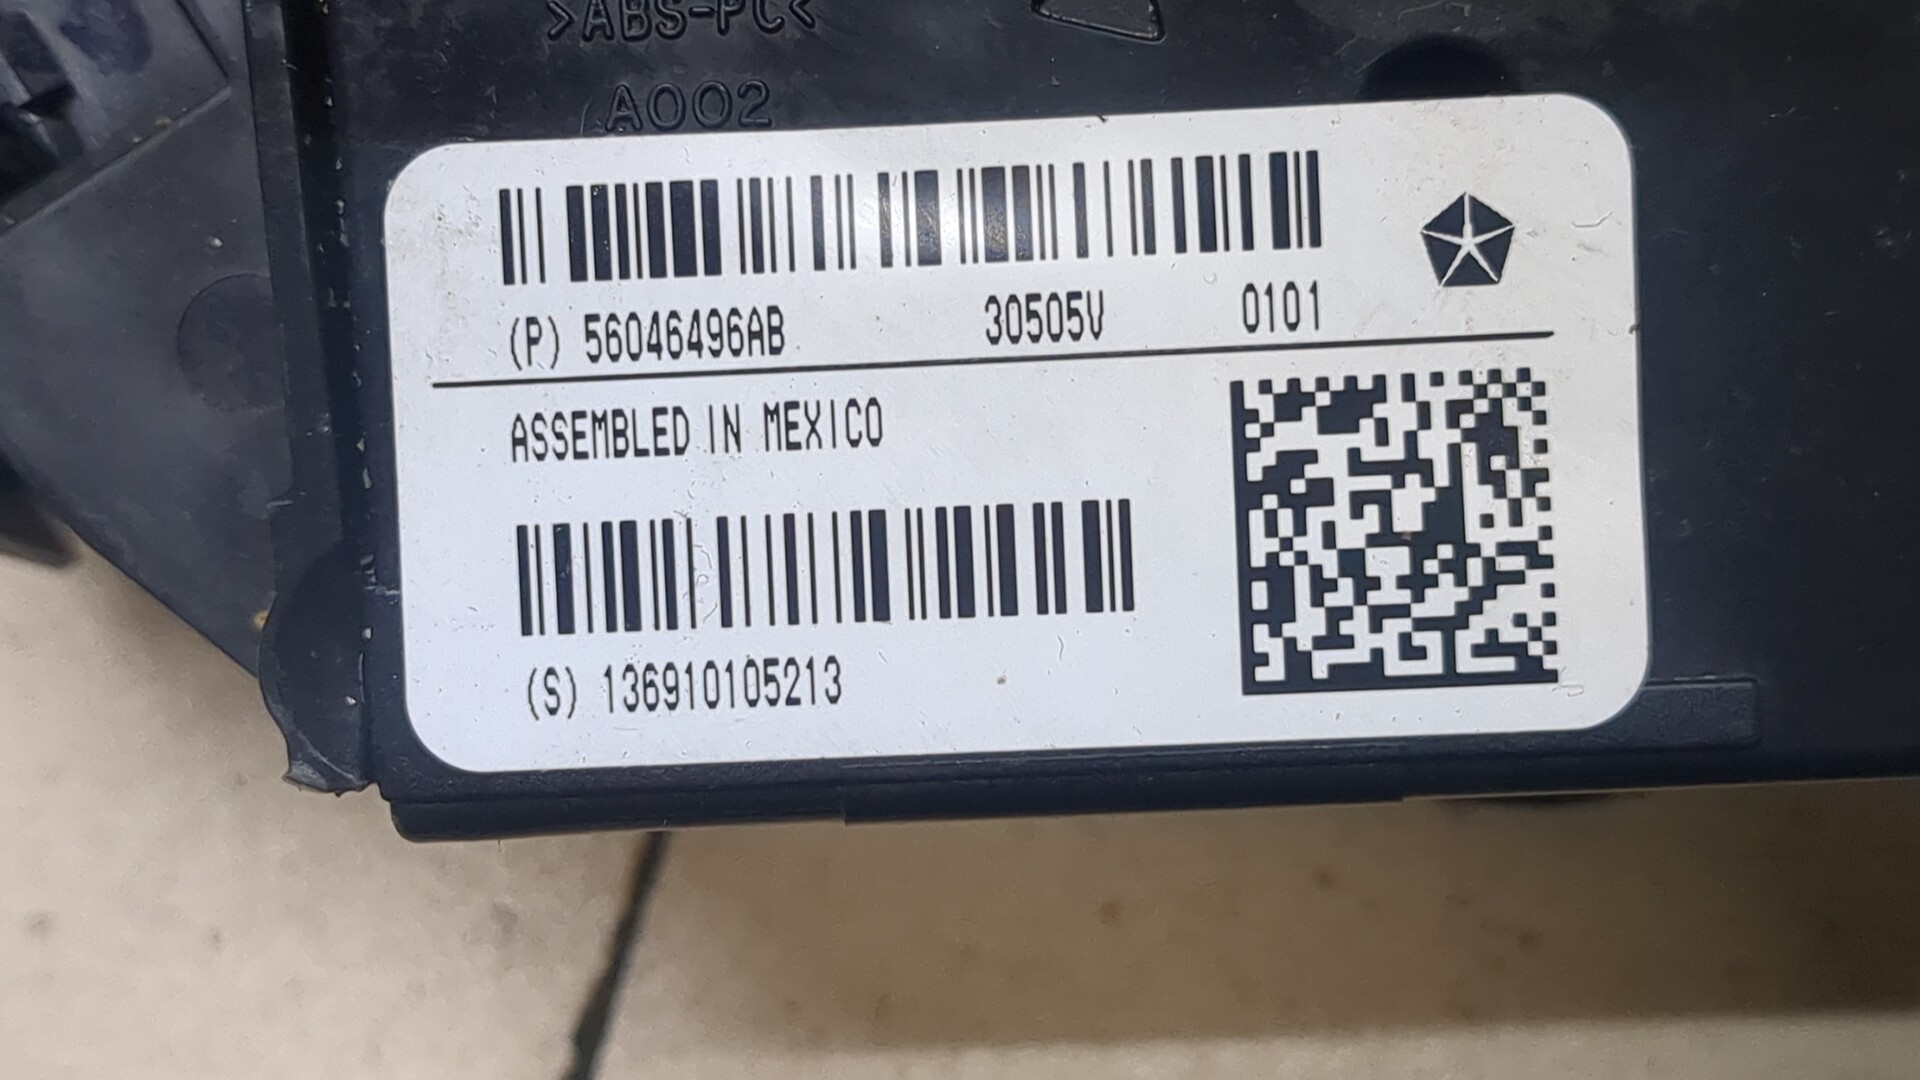 >ABS-PC<
A002
(P) 56046496AB 30505V 0101
ASSEMBLED IN MEXICO
(S) 136910105213